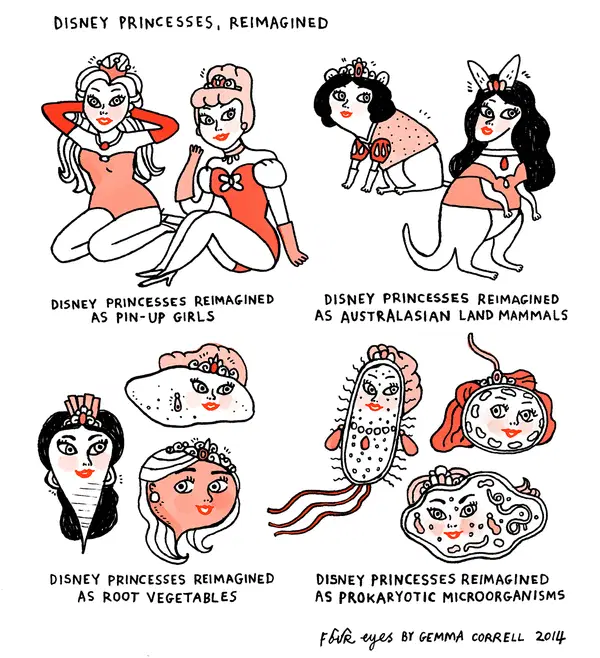 DISNEY PRINCESSES, REIMAGINED
DISNEY PRINCESSES REIMAGINED
AS PIN-UP GIRLS
DISNEY PRINCESSES REIMAGINED
AS AUSTRALASIAN LAND MAMMALS
DISNEY PRINCESSES REIMAGINED
AS ROOT VEGETABLES
DISNEY PRINCESSES REIMAGINED
AS PROKARYOTIC MICROORGANISMS
Four eyes BY GEMMA CORRELL 2014